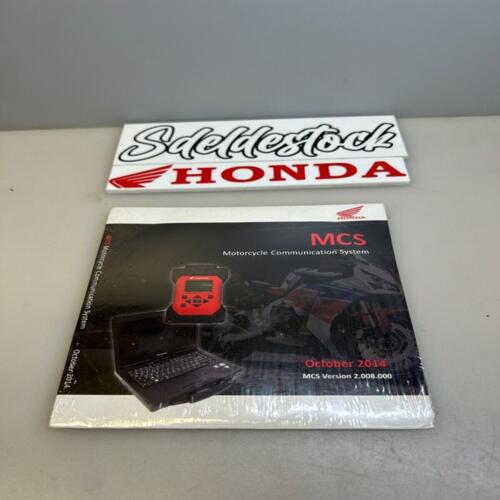 Sdeldestock
HONDA
HONDA
MCS
Motorcycle Communication System
October 2014
MCS Version 2.008.000
MCS Motorcycle Communication System - October 2014